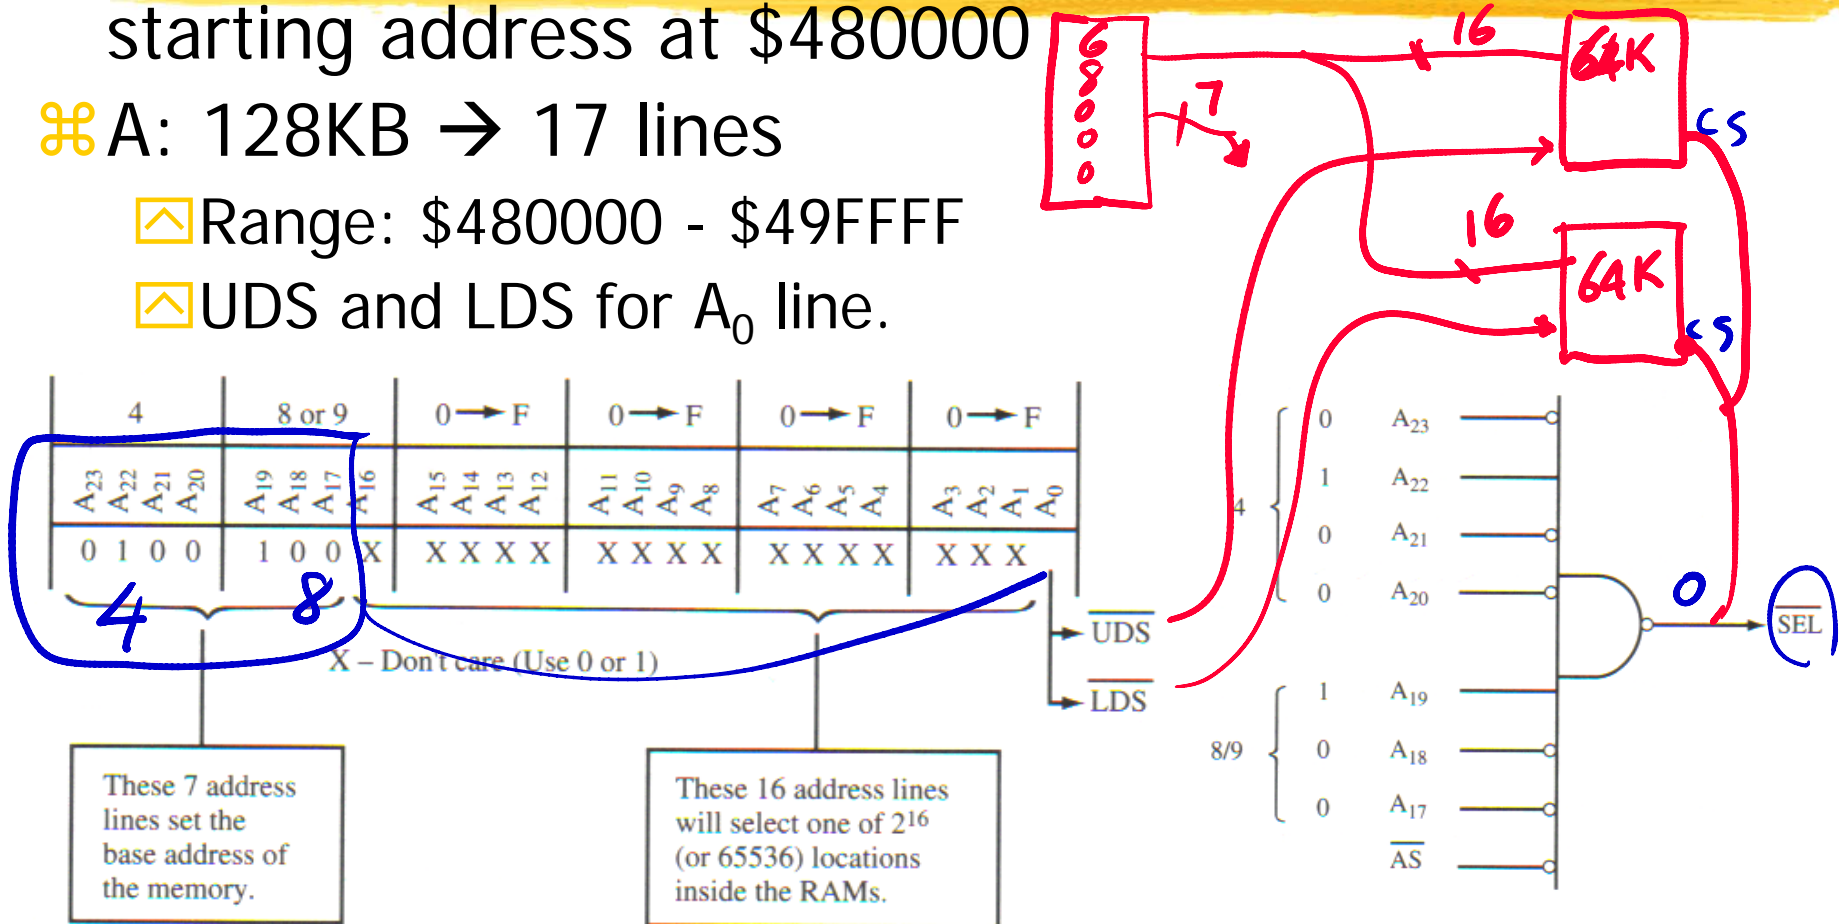 starting address at $480000
⌘A: 128KB → 17 lines
Range: $480000 - $49FFFF
UDS and LDS for A₀ line.
6
8
0
0
0
7
16
64K
CS
16
64K
CS
4 8 or 9 0→F 0→F 0→F 0→F
A₂₃ A₂₂ A₂₁ A₂₀ A₁₉ A₁₈ A₁₇ A₁₆ A₁₅ A₁₄ A₁₃ A₁₂ A₁₁ A₁₀ A₉ A₈ A₇ A₆ A₅ A₄ A₃ A₂ A₁ A₀
0 1 0 0 1 0 0 X X X X X X X X X X X X X X X X
4 8
X – Don't care (Use 0 or 1)
UDS
LDS
These 7 address
lines set the
base address of
the memory.
These 16 address lines
will select one of 2¹⁶
(or 65536) locations
inside the RAMs.
4
0 A₂₃
1 A₂₂
0 A₂₁
0 A₂₀
8/9
1 A₁₉
0 A₁₈
0 A₁₇
AS
0
SEL